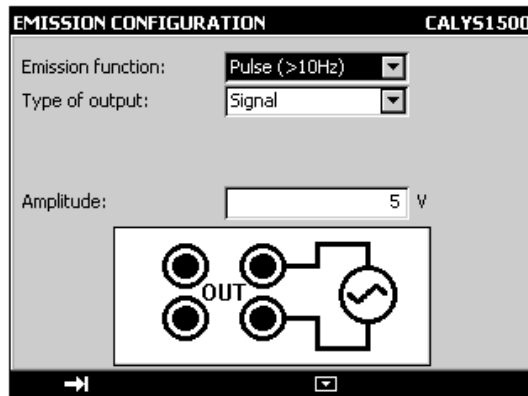 EMISSION CONFIGURATION CALYS1500
Emission function: Pulse (>10Hz)
Type of output: Signal
Amplitude: 5 V
OUT